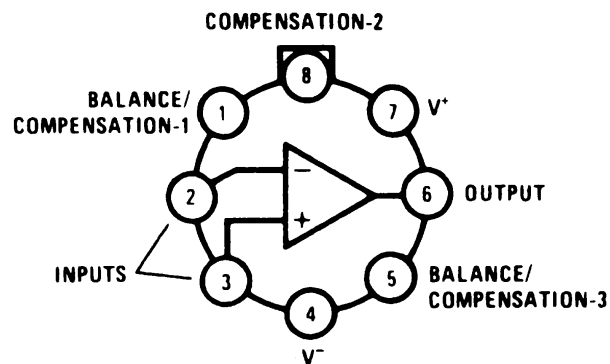 COMPENSATION-2
8
BALANCE/
COMPENSATION-1
1
7
V+
−
2
6
OUTPUT
+
INPUTS
3
5
BALANCE/
COMPENSATION-3
4
V−